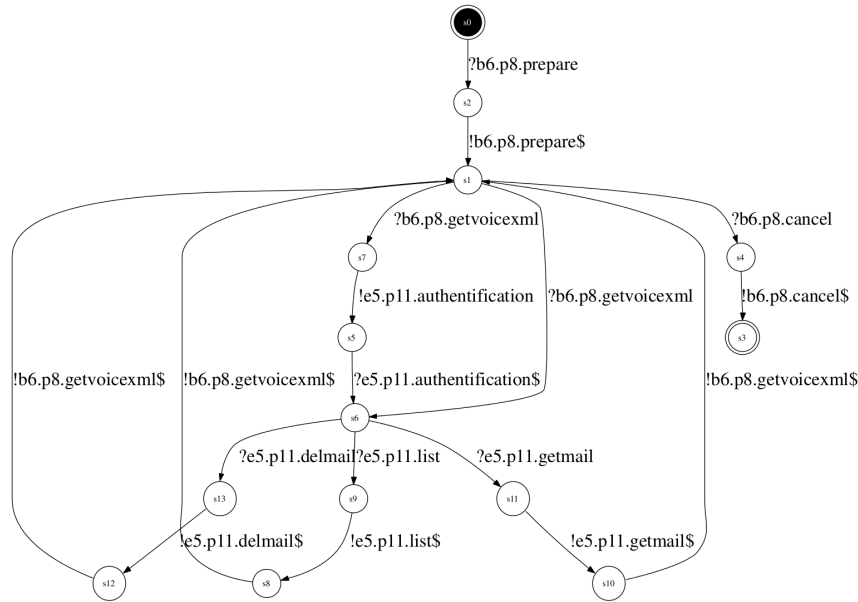 s0
?b6.p8.prepare
s2
!b6.p8.prepare$
s1
?b6.p8.getvoicexml
?b6.p8.cancel
s7
s4
!e5.p11.authentification
?b6.p8.getvoicexml
!b6.p8.cancel$
s5
s3
!b6.p8.getvoicexml$
!b6.p8.getvoicexml$
?e5.p11.authentification$
!b6.p8.getvoicexml$
s6
?e5.p11.delmail
?e5.p11.list
?e5.p11.getmail
s13
s9
s11
!e5.p11.delmail$
!e5.p11.list$
!e5.p11.getmail$
s12
s8
s10